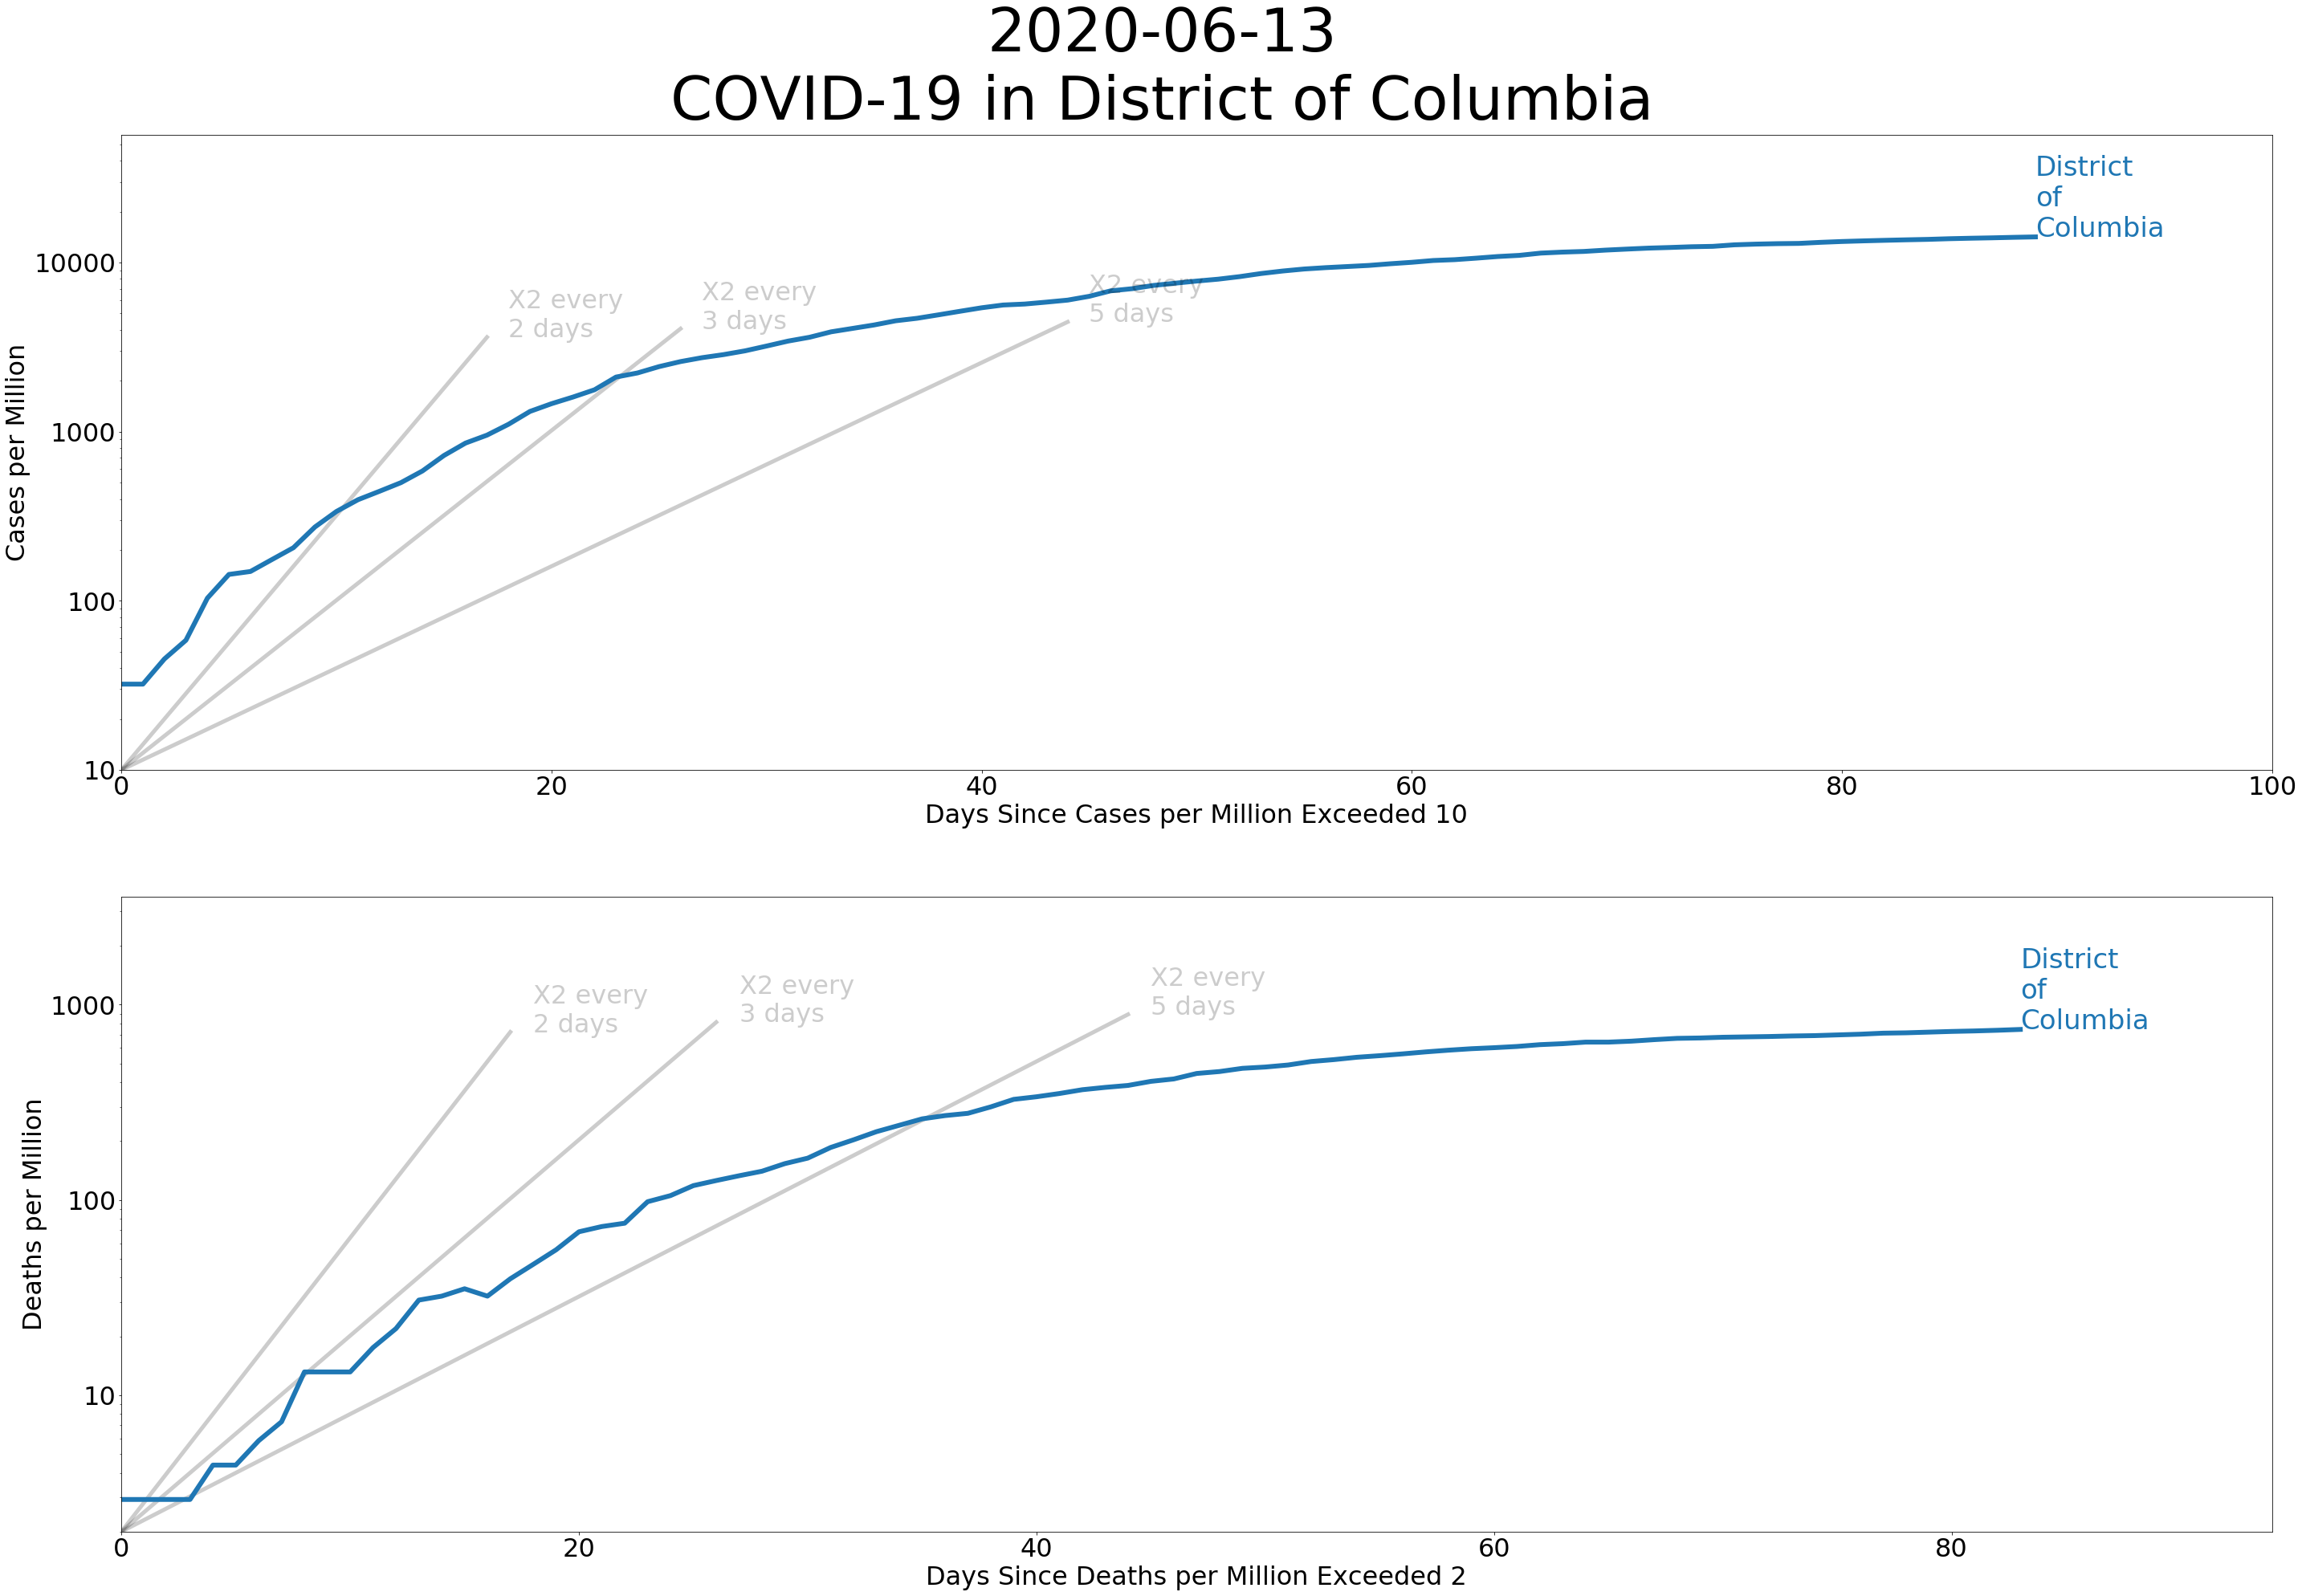 2020-06-13
COVID-19 in District of Columbia
District
of
Columbia
X2 every
2 days
X2 every
3 days
X2 every
5 days
Cases per Million
10000
1000
100
10
0
20
40
60
80
100
Days Since Cases per Million Exceeded 10
District
of
Columbia
X2 every
2 days
X2 every
3 days
X2 every
5 days
Deaths per Million
1000
100
10
0
20
40
60
80
Days Since Deaths per Million Exceeded 2